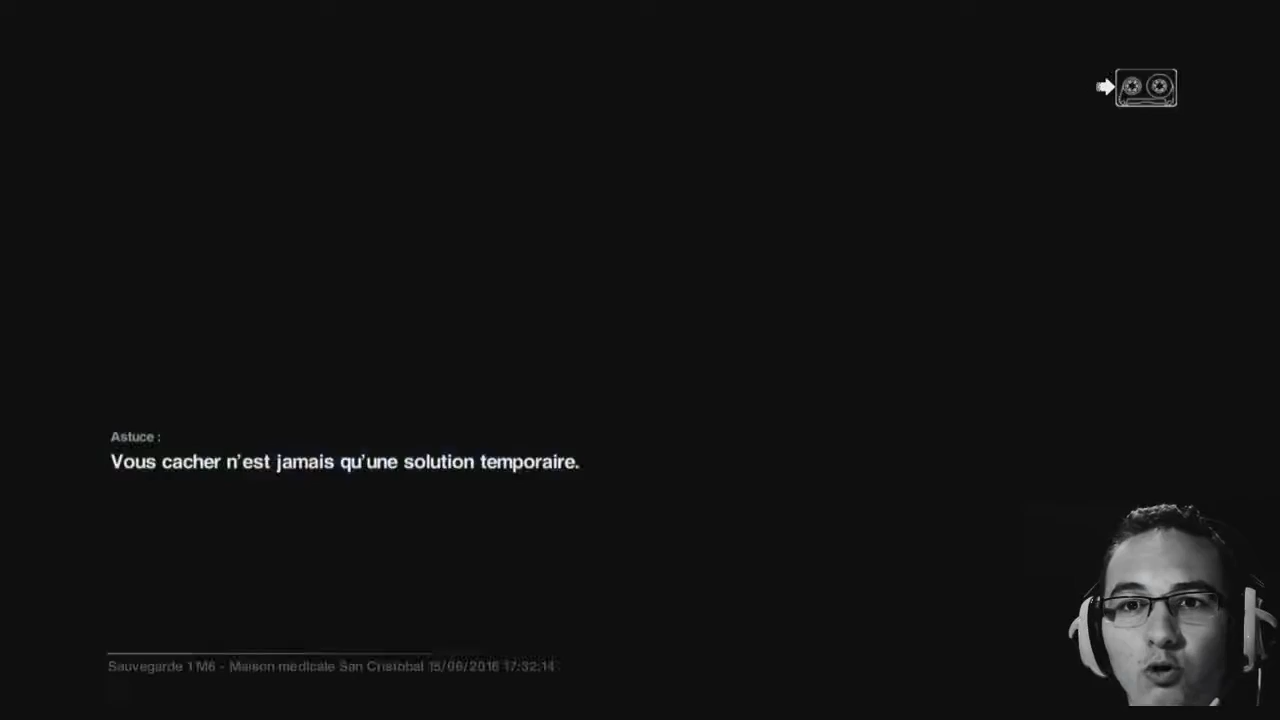 Astuce :
Vous cacher n'est jamais qu'une solution temporaire.
Sauvegarde 1 M6 - Maison médicale San Cristobal 15/09/2016 17:32:14